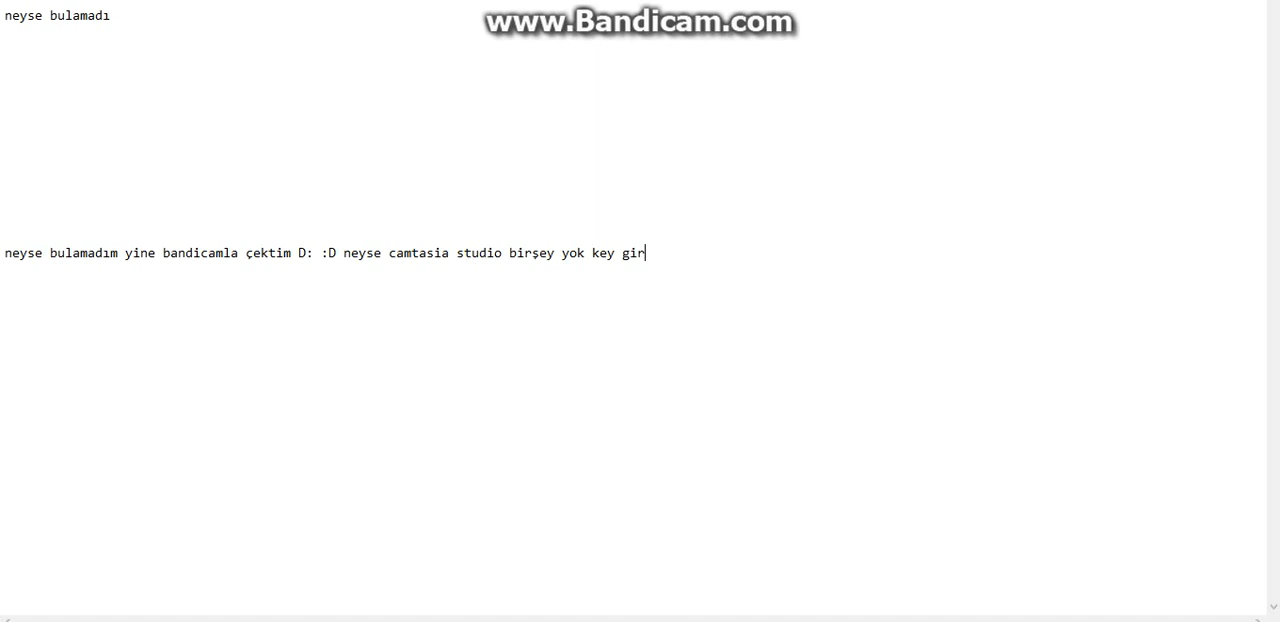 www.Bandicam.com
neyse bulamadı
neyse bulamadım yine bandicamla çektim D: :D neyse camtasia studio birşey yok key gir